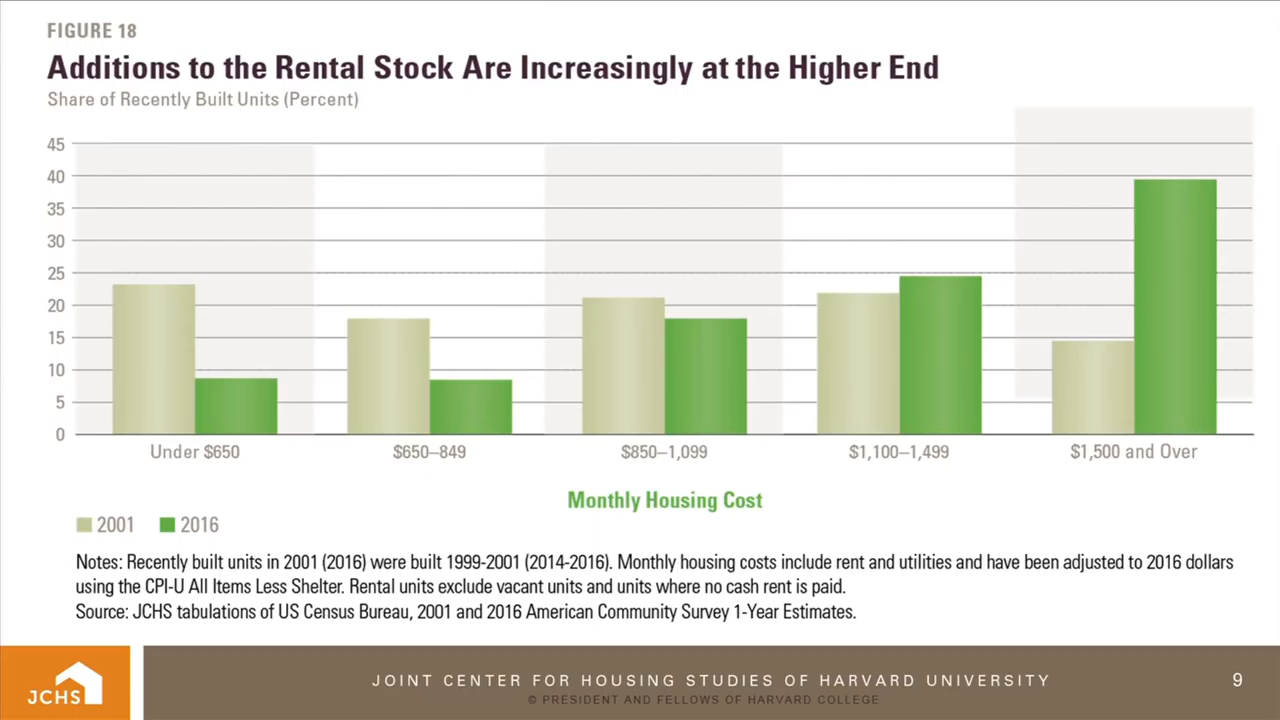 FIGURE 18
Additions to the Rental Stock Are Increasingly at the Higher End
Share of Recently Built Units (Percent)
45
40
35
30
25
20
15
10
5
0
Under $650
$650–849
$850–1,099
$1,100–1,499
$1,500 and Over
Monthly Housing Cost
2001
2016
Notes: Recently built units in 2001 (2016) were built 1999-2001 (2014-2016). Monthly housing costs include rent and utilities and have been adjusted to 2016 dollars
using the CPI-U All Items Less Shelter. Rental units exclude vacant units and units where no cash rent is paid.
Source: JCHS tabulations of US Census Bureau, 2001 and 2016 American Community Survey 1-Year Estimates.
JCHS
JOINT CENTER FOR HOUSING STUDIES OF HARVARD UNIVERSITY
© PRESIDENT AND FELLOWS OF HARVARD COLLEGE
9